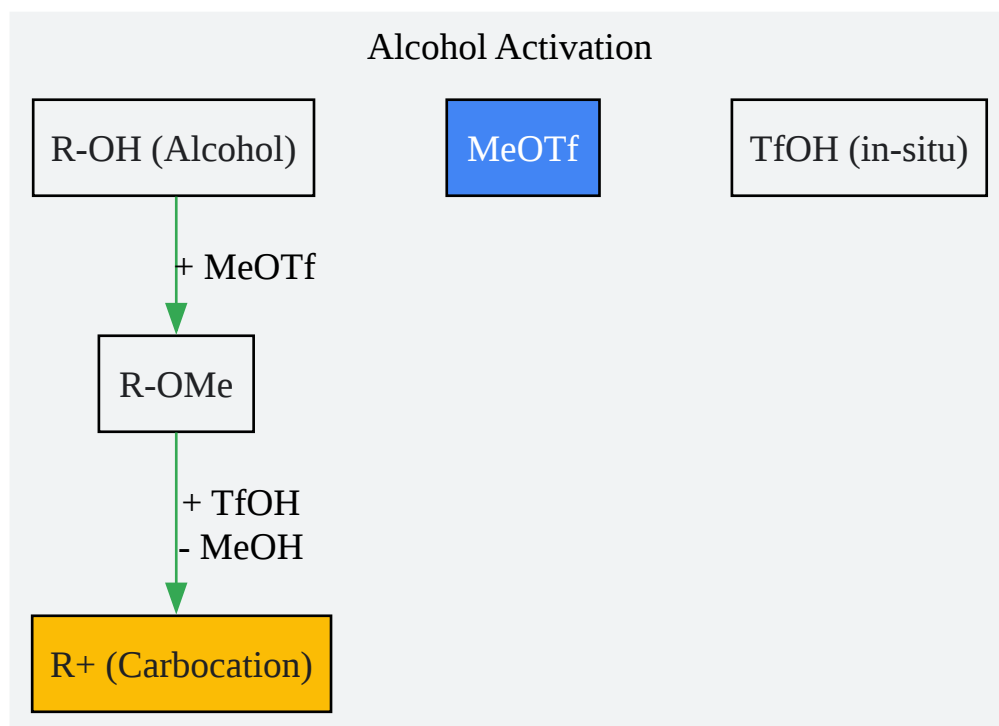 Alcohol Activation
R-OH (Alcohol)
MeOTf
TfOH (in-situ)
+ MeOTf
R-OMe
+ TfOH
- MeOH
R+ (Carbocation)